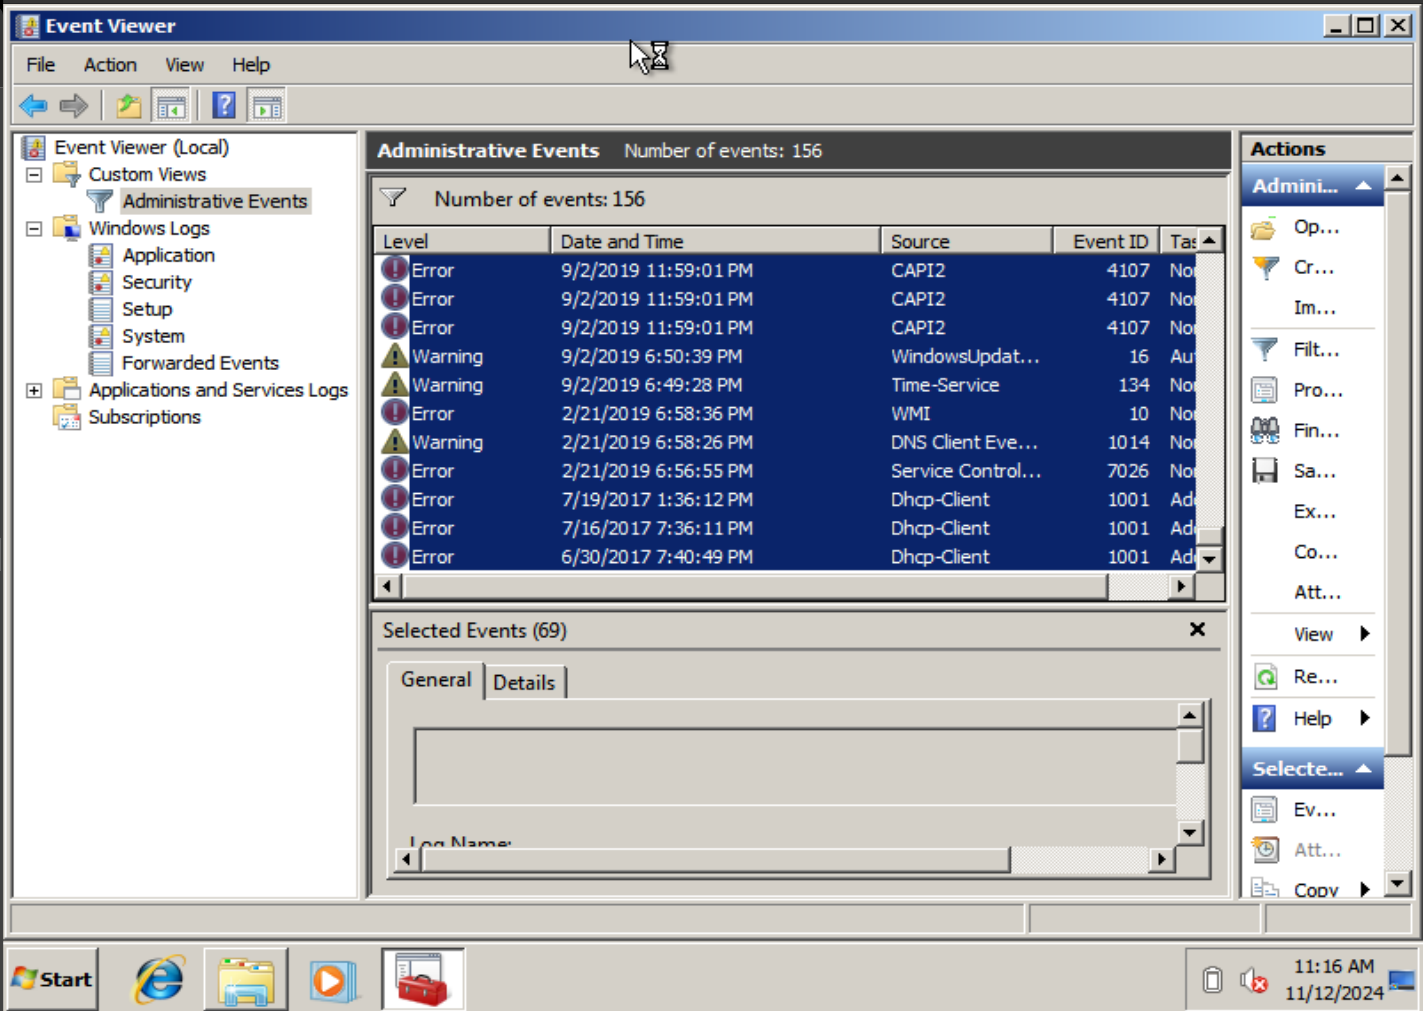 Event Viewer
File Action View Help
Event Viewer (Local)
Custom Views
Administrative Events
Windows Logs
Application
Security
Setup
System
Forwarded Events
Applications and Services Logs
Subscriptions
Administrative Events Number of events: 156
Number of events: 156
Level Date and Time Source Event ID Tas
Error 9/2/2019 11:59:01 PM CAPI2 4107 No
Error 9/2/2019 11:59:01 PM CAPI2 4107 No
Error 9/2/2019 11:59:01 PM CAPI2 4107 No
Warning 9/2/2019 6:50:39 PM WindowsUpdat... 16 Au
Warning 9/2/2019 6:49:28 PM Time-Service 134 No
Error 2/21/2019 6:58:36 PM WMI 10 No
Warning 2/21/2019 6:58:26 PM DNS Client Eve... 1014 No
Error 2/21/2019 6:56:55 PM Service Control... 7026 No
Error 7/19/2017 1:36:12 PM Dhcp-Client 1001 Ad
Error 7/16/2017 7:36:11 PM Dhcp-Client 1001 Ad
Error 6/30/2017 7:40:49 PM Dhcp-Client 1001 Ad
Selected Events (69)
General Details
Log Name:
Actions
Admini...
Op...
Cr...
Im...
Filt...
Pro...
Fin...
Sa...
Ex...
Co...
Att...
View
Re...
Help
Selecte...
Ev...
Att...
Copy
Start
11:16 AM
11/12/2024